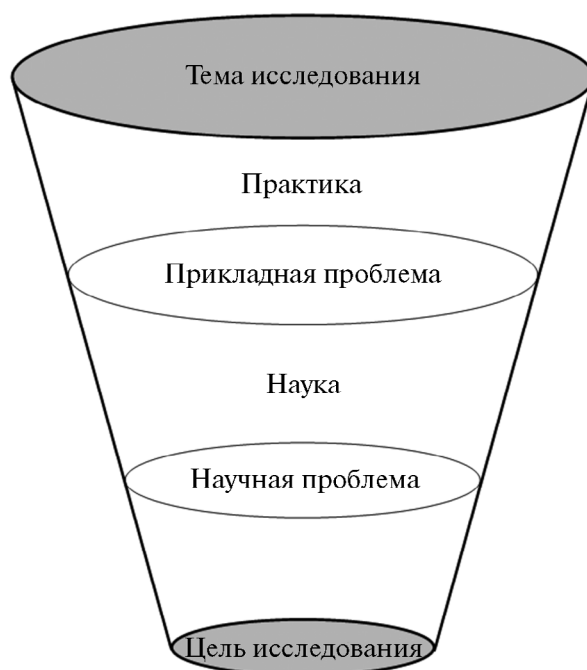 Тема исследования
Практика
Прикладная проблема
Наука
Научная проблема
Цель исследования